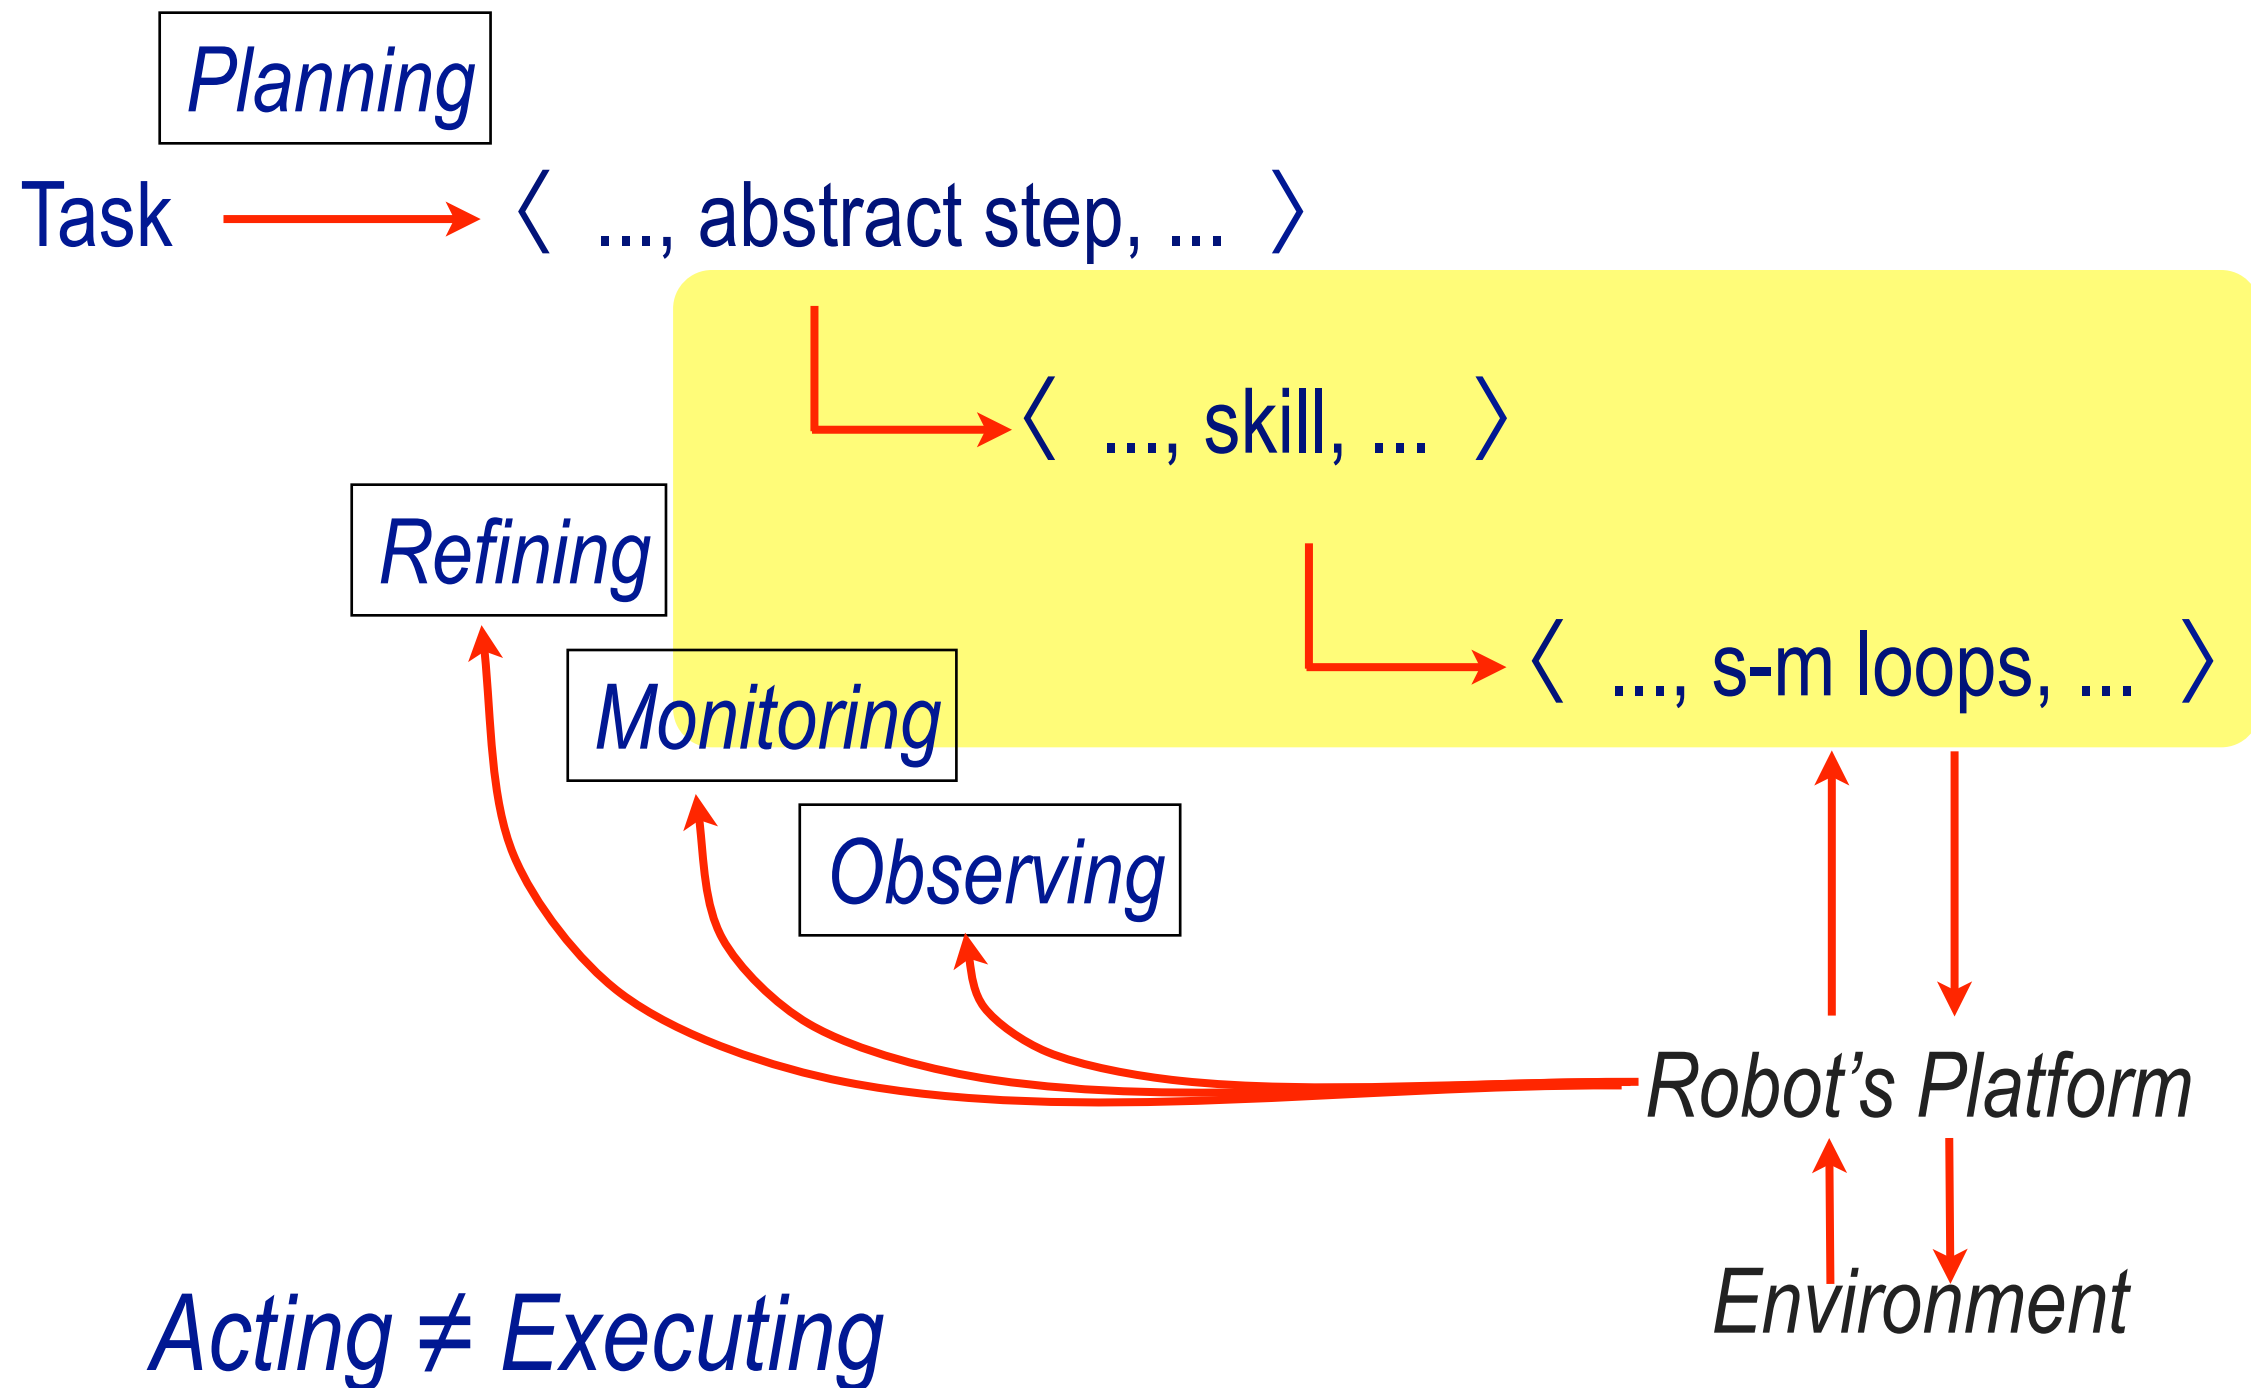 Planning
Task
〈 ..., abstract step, ... 〉
〈 ..., skill, ... 〉
Refining
〈 ..., s-m loops, ... 〉
Monitoring
Observing
Robot’s Platform
Environment
Acting ≠ Executing